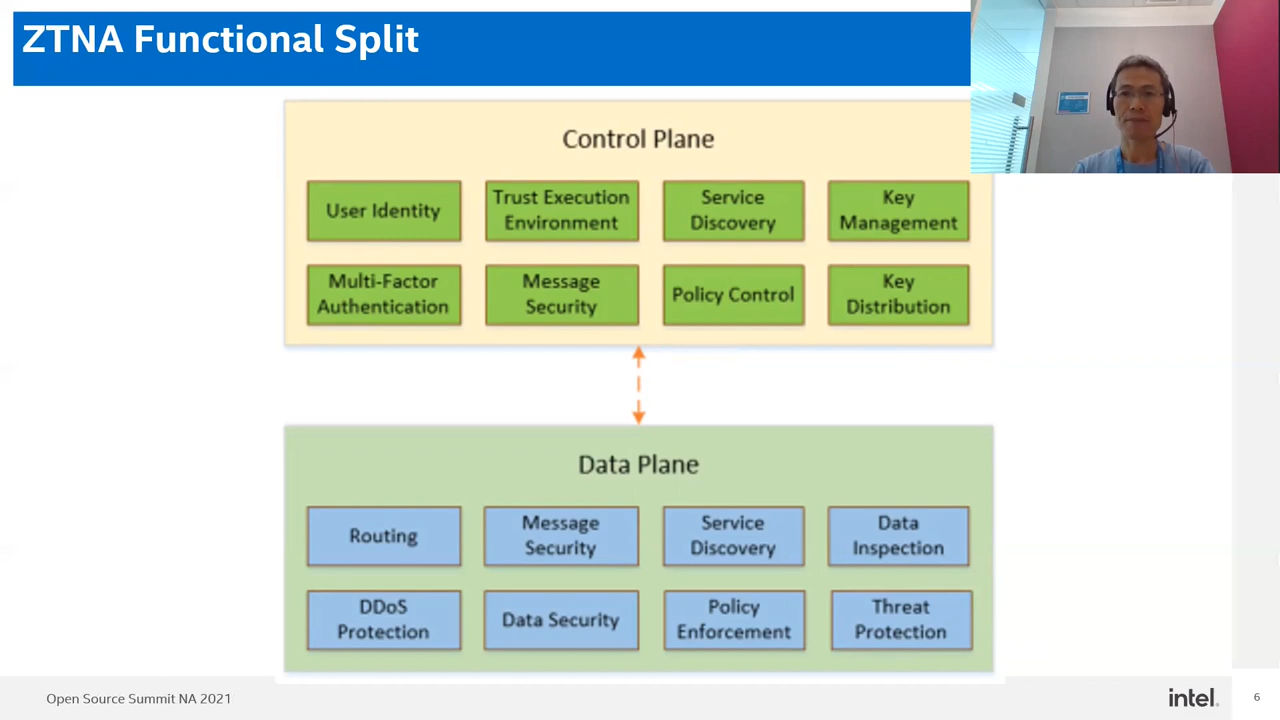 ZTNA Functional Split
Control Plane
User Identity
Trust Execution
Environment
Service
Discovery
Key
Management
Multi-Factor
Authentication
Message
Security
Policy Control
Key
Distribution
Data Plane
Routing
Message
Security
Service
Discovery
Data
Inspection
DDoS
Protection
Data Security
Policy
Enforcement
Threat
Protection
Open Source Summit NA 2021
intel.
6